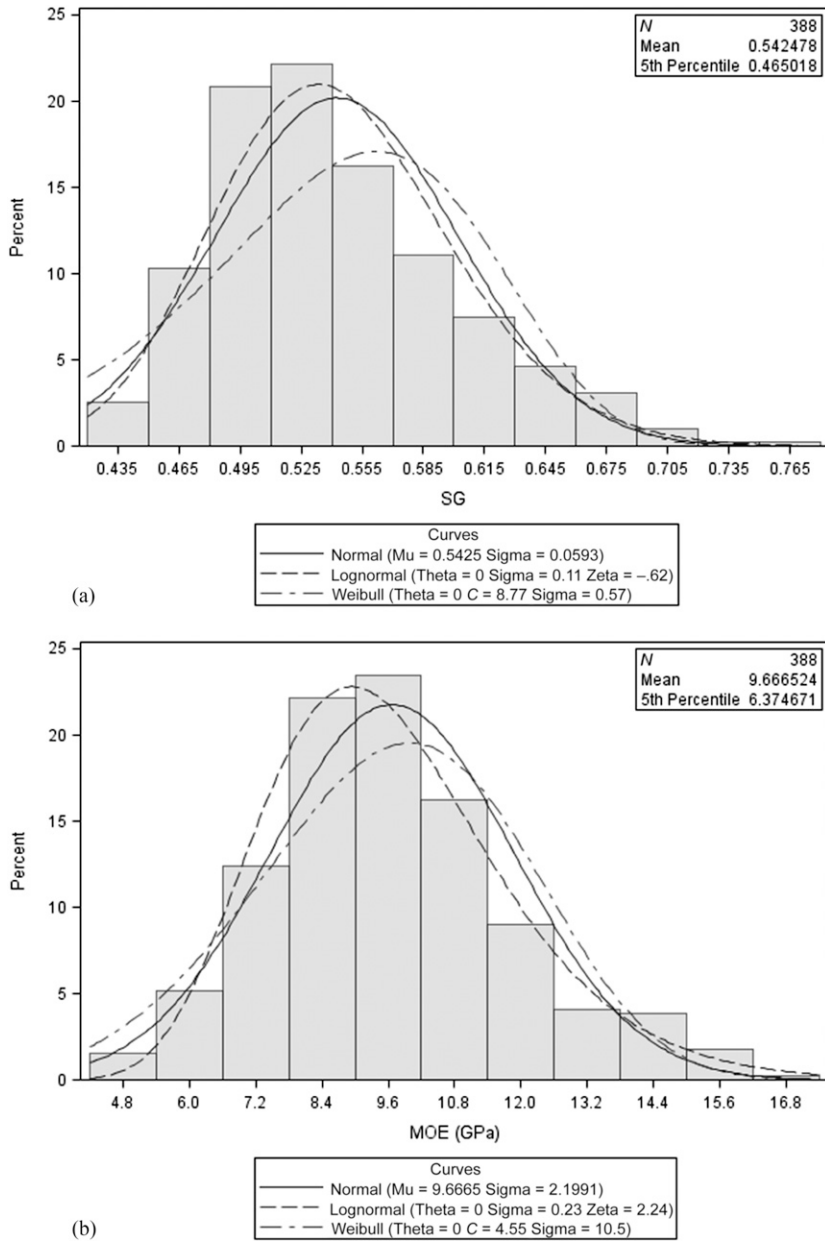 N 388
Mean 0.542478
5th Percentile 0.465018
25
20
15
10
5
0
Percent
0.435 0.465 0.495 0.525 0.555 0.585 0.615 0.645 0.675 0.705 0.735 0.765
SG
Curves
Normal (Mu = 0.5425 Sigma = 0.0593)
Lognormal (Theta = 0 Sigma = 0.11 Zeta = –.62)
Weibull (Theta = 0 C = 8.77 Sigma = 0.57)
(a)
N 388
Mean 9.666524
5th Percentile 6.374671
25
20
15
10
5
0
Percent
4.8 6.0 7.2 8.4 9.6 10.8 12.0 13.2 14.4 15.6 16.8
MOE (GPa)
Curves
Normal (Mu = 9.6665 Sigma = 2.1991)
Lognormal (Theta = 0 Sigma = 0.23 Zeta = 2.24)
Weibull (Theta = 0 C = 4.55 Sigma = 10.5)
(b)